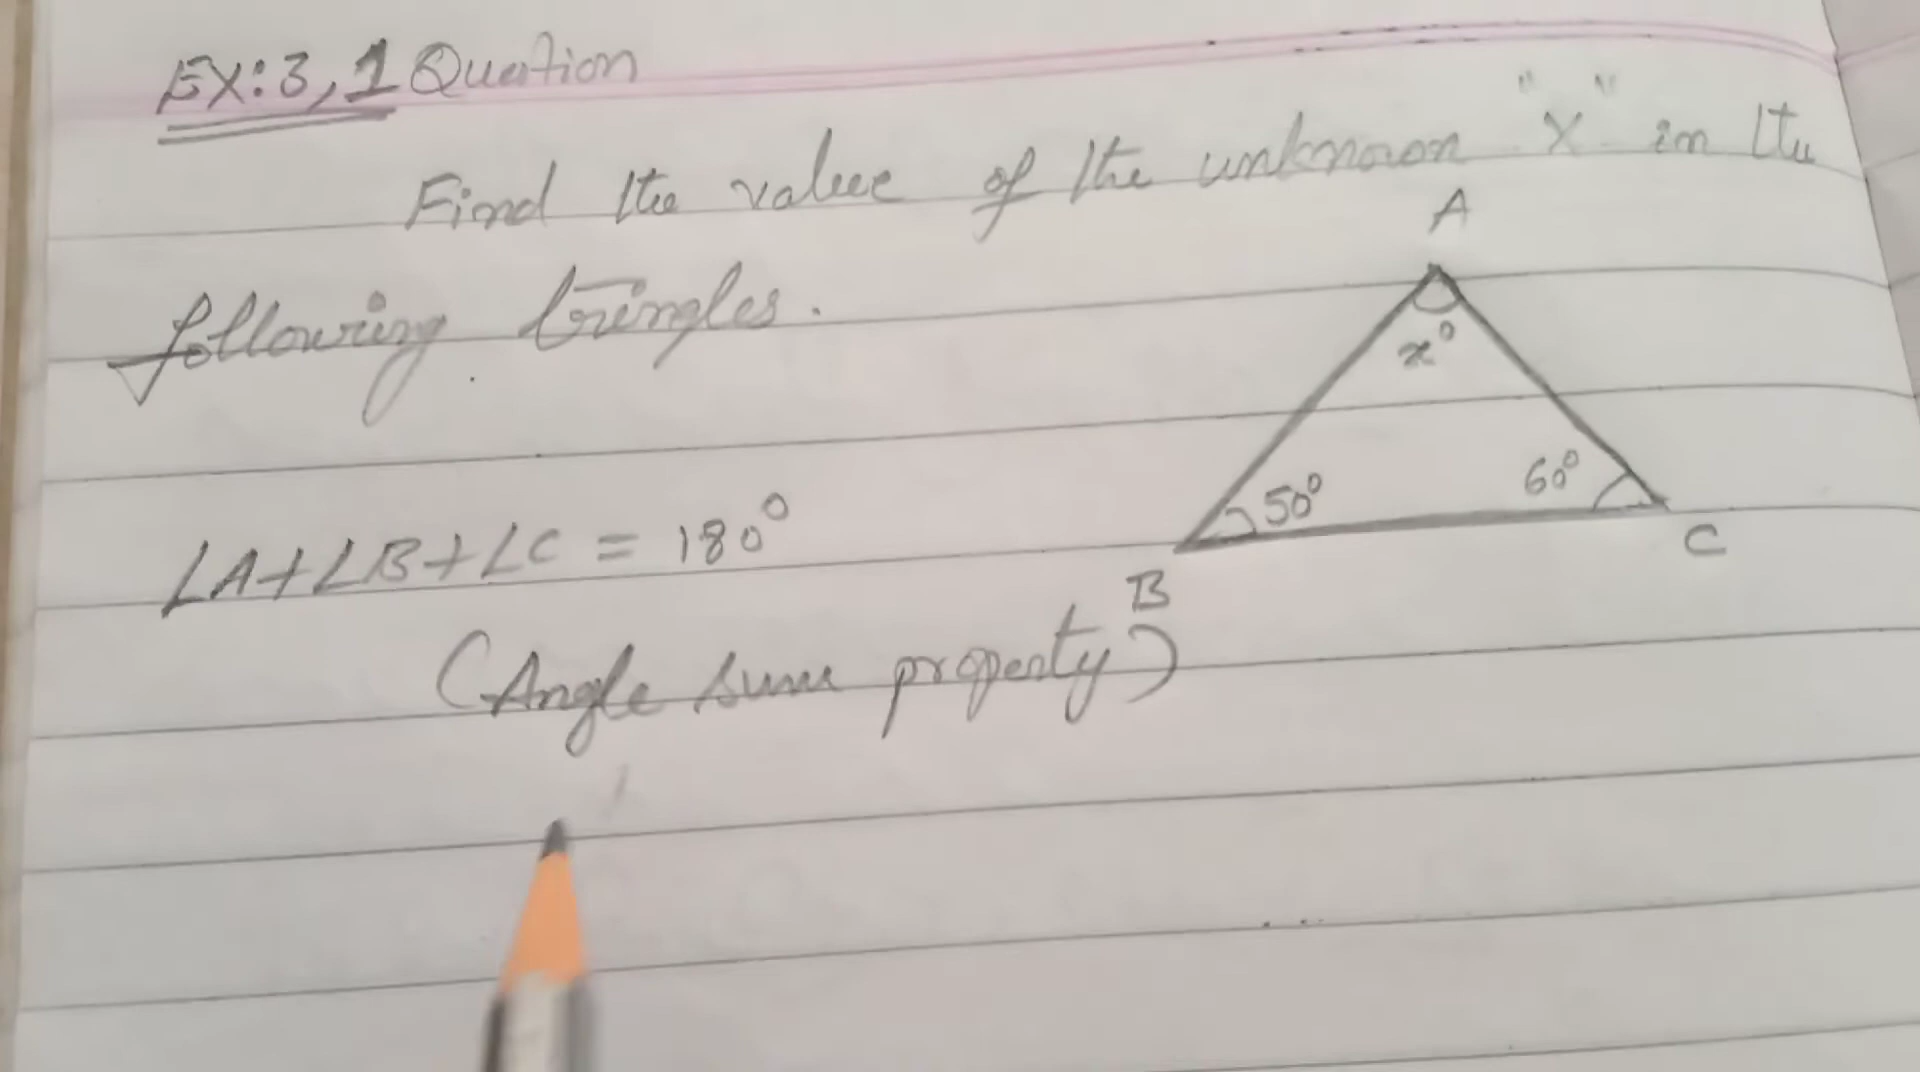 EX:3,1 Question
Find the value of the unknown "X" in the
following tringles.
A
x°
50°
60°
B
C
∠A+∠B+∠C = 180°
(Angle sum property)